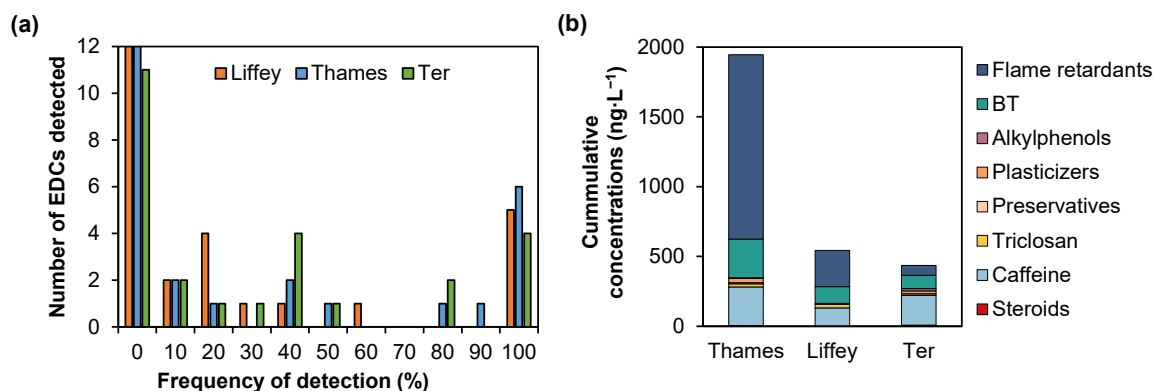 (a)
Number of EDCs detected
12
10
8
6
4
2
0
Liffey Thames Ter
0 10 20 30 40 50 60 70 80 90 100
Frequency of detection (%)
(b)
Cummulative
concentrations (ng·L⁻¹)
2000
1500
1000
500
0
Thames Liffey Ter
Flame retardants
BT
Alkylphenols
Plasticizers
Preservatives
Triclosan
Caffeine
Steroids